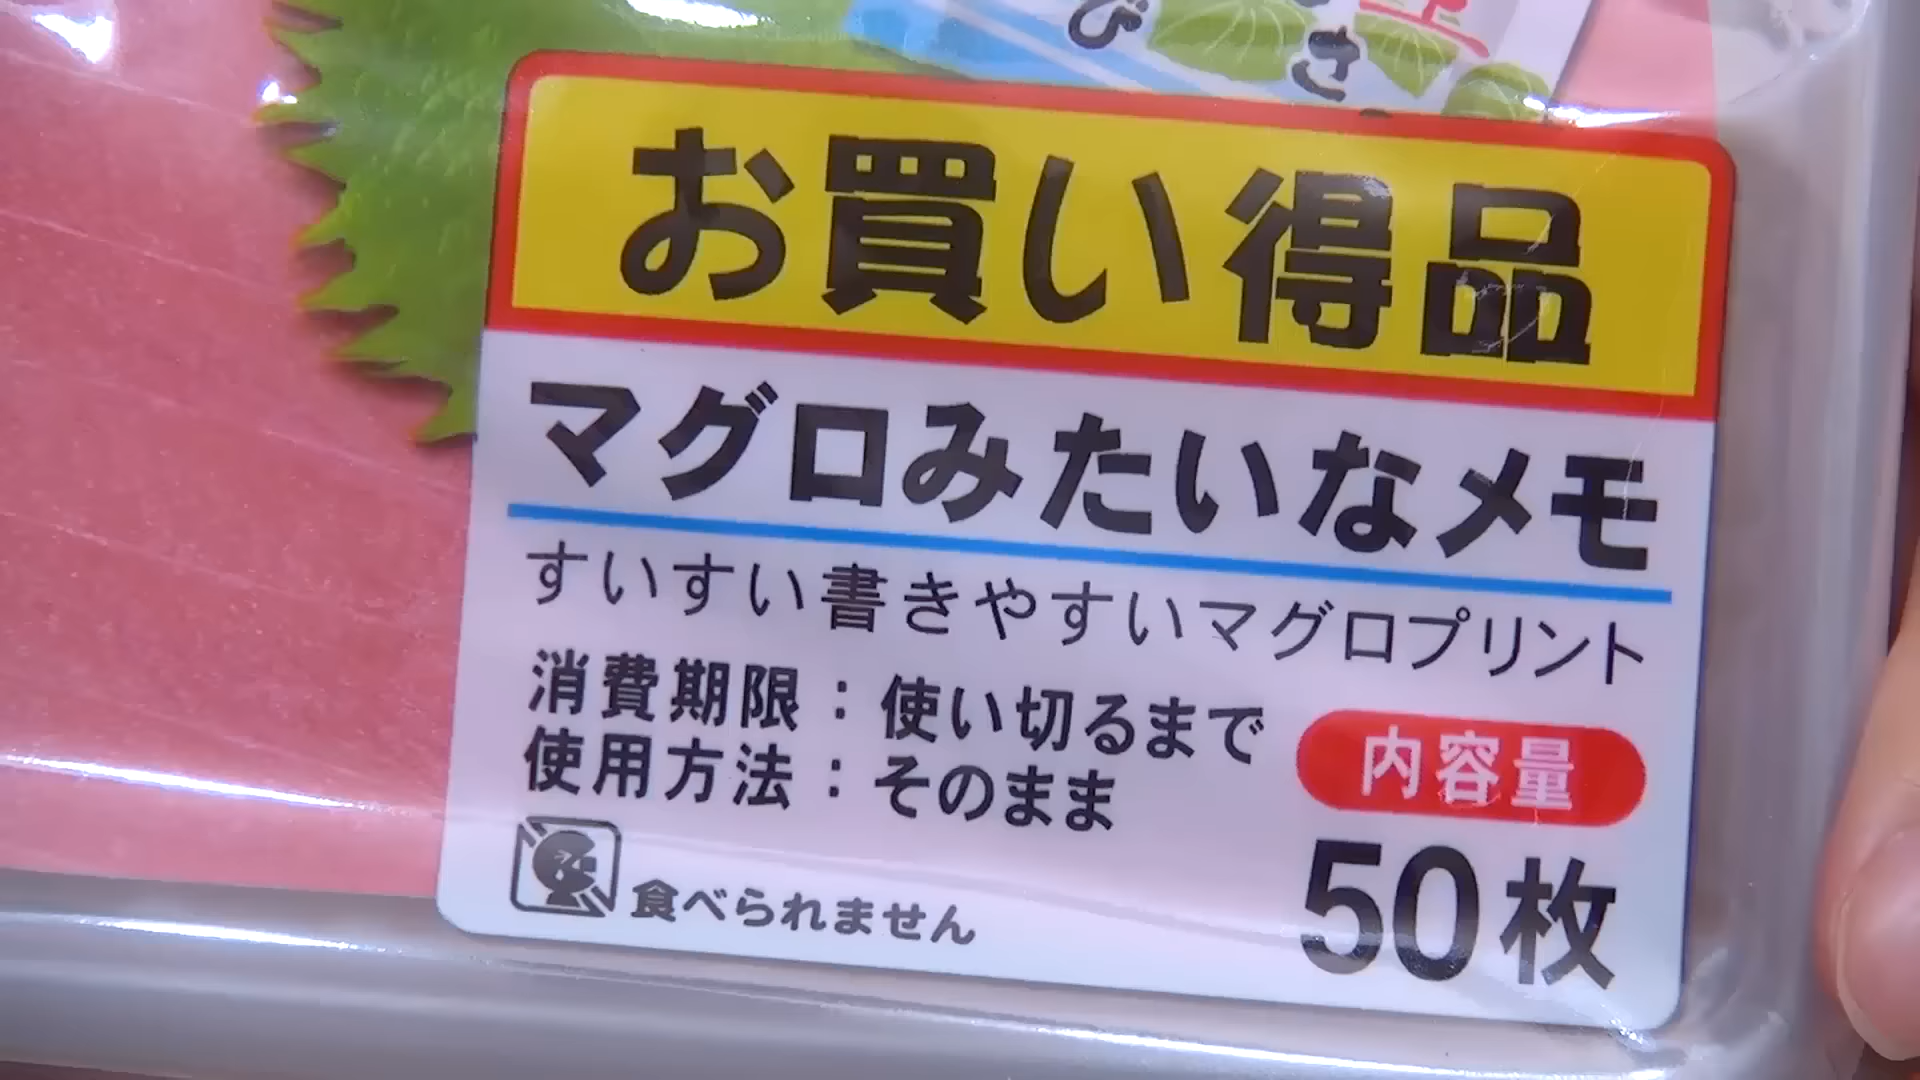 お買い得品
マグロみたいなメモ
すいすい書きやすいマグロプリント
消費期限：使い切るまで
使用方法：そのまま
内容量
50枚
食べられません